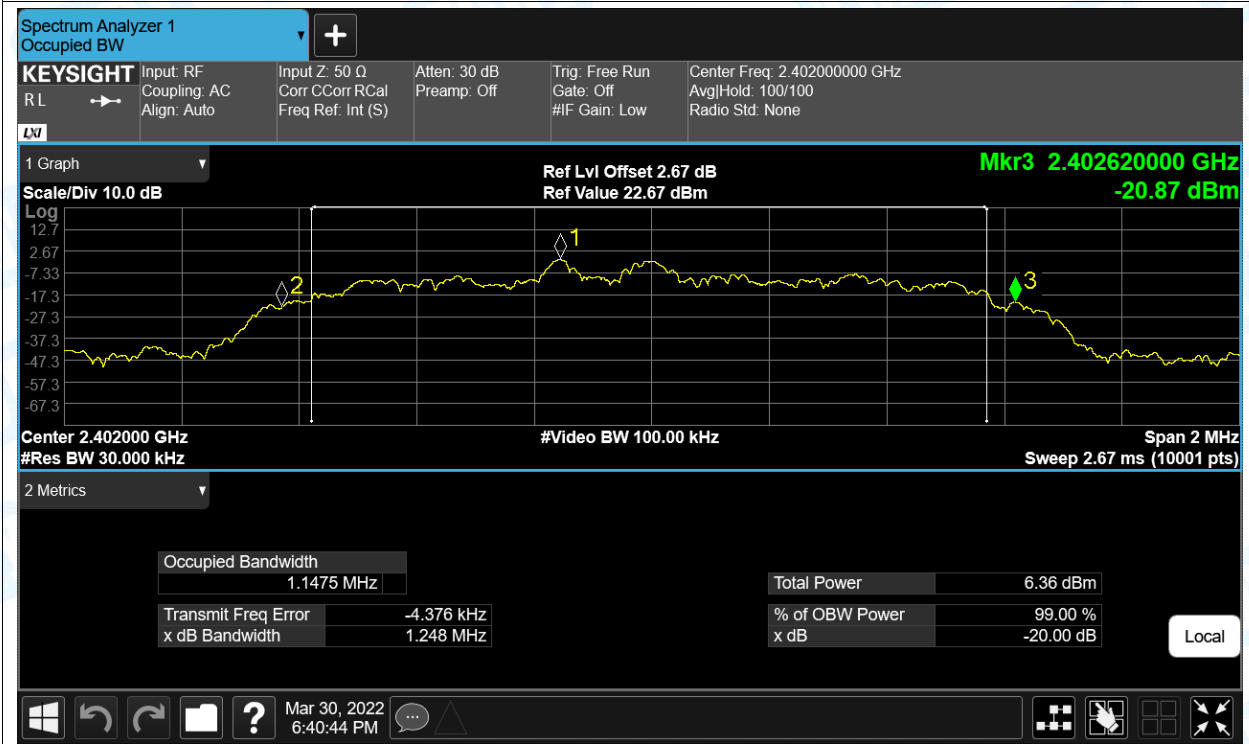 Spectrum Analyzer 1
Occupied BW
KEYSIGHT
R L
LXI
Input: RF
Coupling: AC
Align: Auto
Input Z: 50 Ω
Corr CCorr RCal
Freq Ref: Int (S)
Atten: 30 dB
Preamp: Off
Trig: Free Run
Gate: Off
#IF Gain: Low
Center Freq: 2.402000000 GHz
Avg|Hold: 100/100
Radio Std: None
1 Graph
Scale/Div 10.0 dB
Ref Lvl Offset 2.67 dB
Ref Value 22.67 dBm
Mkr3 2.402620000 GHz
-20.87 dBm
Log
12.7
2.67
-7.33
-17.3
-27.3
-37.3
-47.3
-57.3
-67.3
1
2
3
Center 2.402000 GHz
#Res BW 30.000 kHz
#Video BW 100.00 kHz
Span 2 MHz
Sweep 2.67 ms (10001 pts)
2 Metrics
Occupied Bandwidth
1.1475 MHz
Transmit Freq Error -4.376 kHz
x dB Bandwidth 1.248 MHz
Total Power 6.36 dBm
% of OBW Power 99.00 %
x dB -20.00 dB
Local
?
Mar 30, 2022
6:40:44 PM